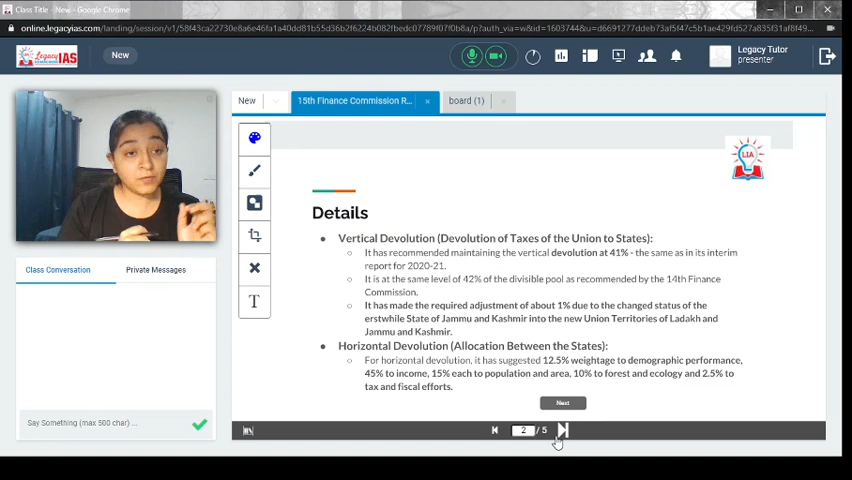 Class Title - New - Google Chrome
online.legacyias.com/landing/session/v1/
Legacy IAS
New
Legacy Tutor
presenter
New
15th Finance Commission R...
board (1)
LIA
T
Details
Vertical Devolution (Devolution of Taxes of the Union to States):
It has recommended maintaining the vertical devolution at 41% - the same as in its interim
report for 2020-21.
It is at the same level of 42% of the divisible pool as recommended by the 14th Finance
Commission.
It has made the required adjustment of about 1% due to the changed status of the
erstwhile State of Jammu and Kashmir into the new Union Territories of Ladakh and
Jammu and Kashmir.
Horizontal Devolution (Allocation Between the States):
For horizontal devolution, it has suggested 12.5% weightage to demographic performance,
45% to income, 15% each to population and area, 10% to forest and ecology and 2.5% to
tax and fiscal efforts.
Class Conversation
Private Messages
Say Something (max 500 char) ...
Next
2 / 5